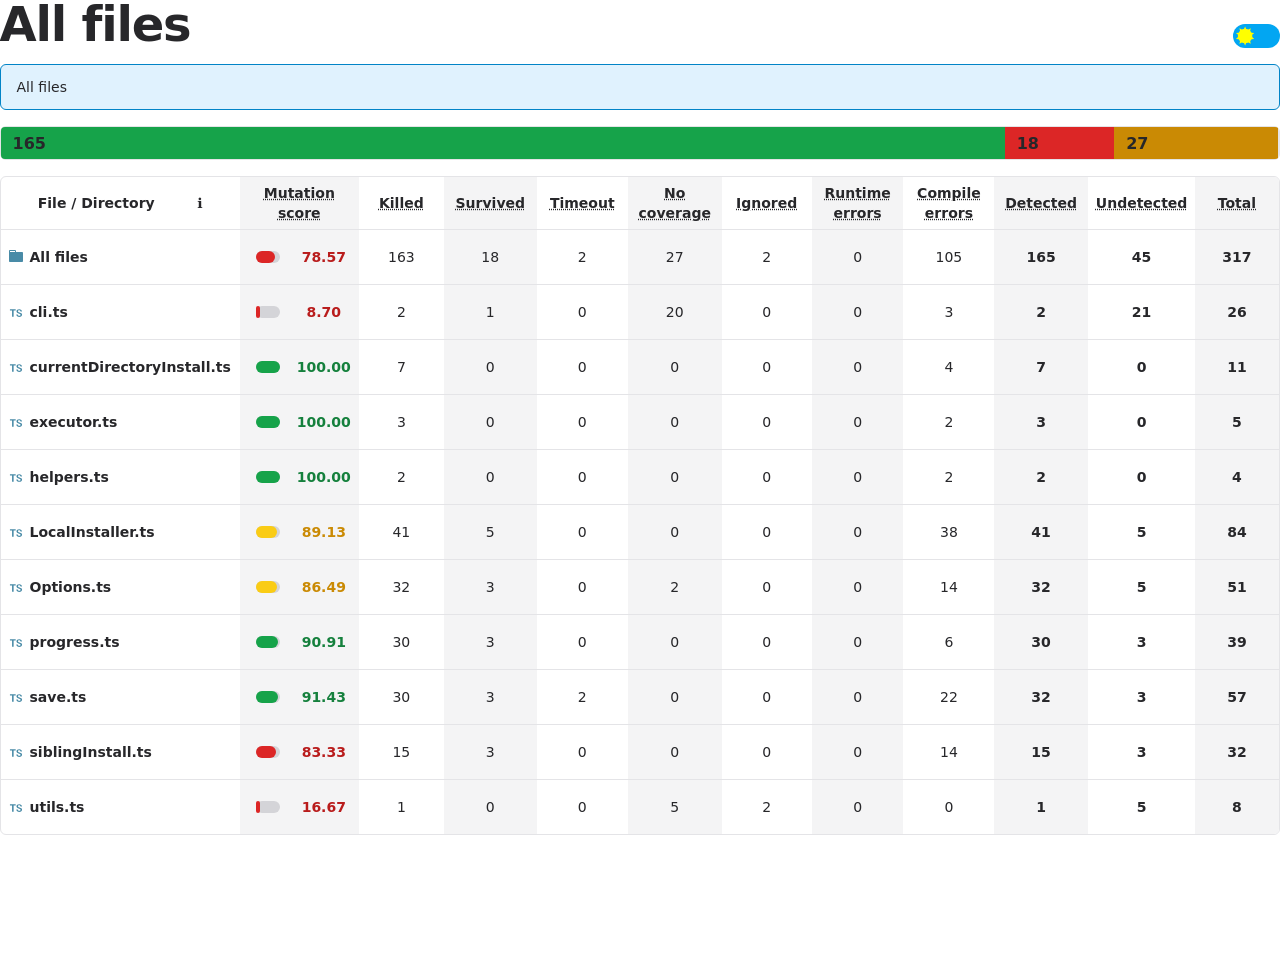 All files
All files
165 18 27
File / Directory ℹ Mutation score Killed Survived Timeout No coverage Ignored Runtime errors Compile errors Detected Undetected Total
All files 78.57 163 18 2 27 2 0 105 165 45 317
TS cli.ts 8.70 2 1 0 20 0 0 3 2 21 26
TS currentDirectoryInstall.ts 100.00 7 0 0 0 0 0 4 7 0 11
TS executor.ts 100.00 3 0 0 0 0 0 2 3 0 5
TS helpers.ts 100.00 2 0 0 0 0 0 2 2 0 4
TS LocalInstaller.ts 89.13 41 5 0 0 0 0 38 41 5 84
TS Options.ts 86.49 32 3 0 2 0 0 14 32 5 51
TS progress.ts 90.91 30 3 0 0 0 0 6 30 3 39
TS save.ts 91.43 30 3 2 0 0 0 22 32 3 57
TS siblingInstall.ts 83.33 15 3 0 0 0 0 14 15 3 32
TS utils.ts 16.67 1 0 0 5 2 0 0 1 5 8